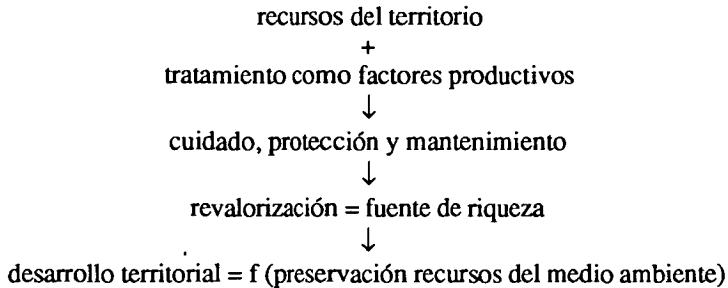 recursos del territorio
+
tratamiento como factores productivos
↓
cuidado, protección y mantenimiento
↓
revalorización = fuente de riqueza
↓
desarrollo territorial = f (preservación recursos del medio ambiente)